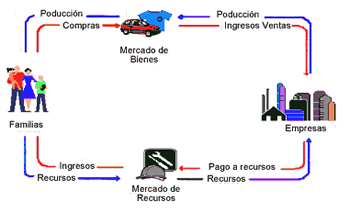 Poducción
Compras
Mercado de
Bienes
Poducción
Ingresos Ventas
Familias
Empresas
Ingresos
Recursos
Mercado de
Recursos
Pago a recursos
Recursos